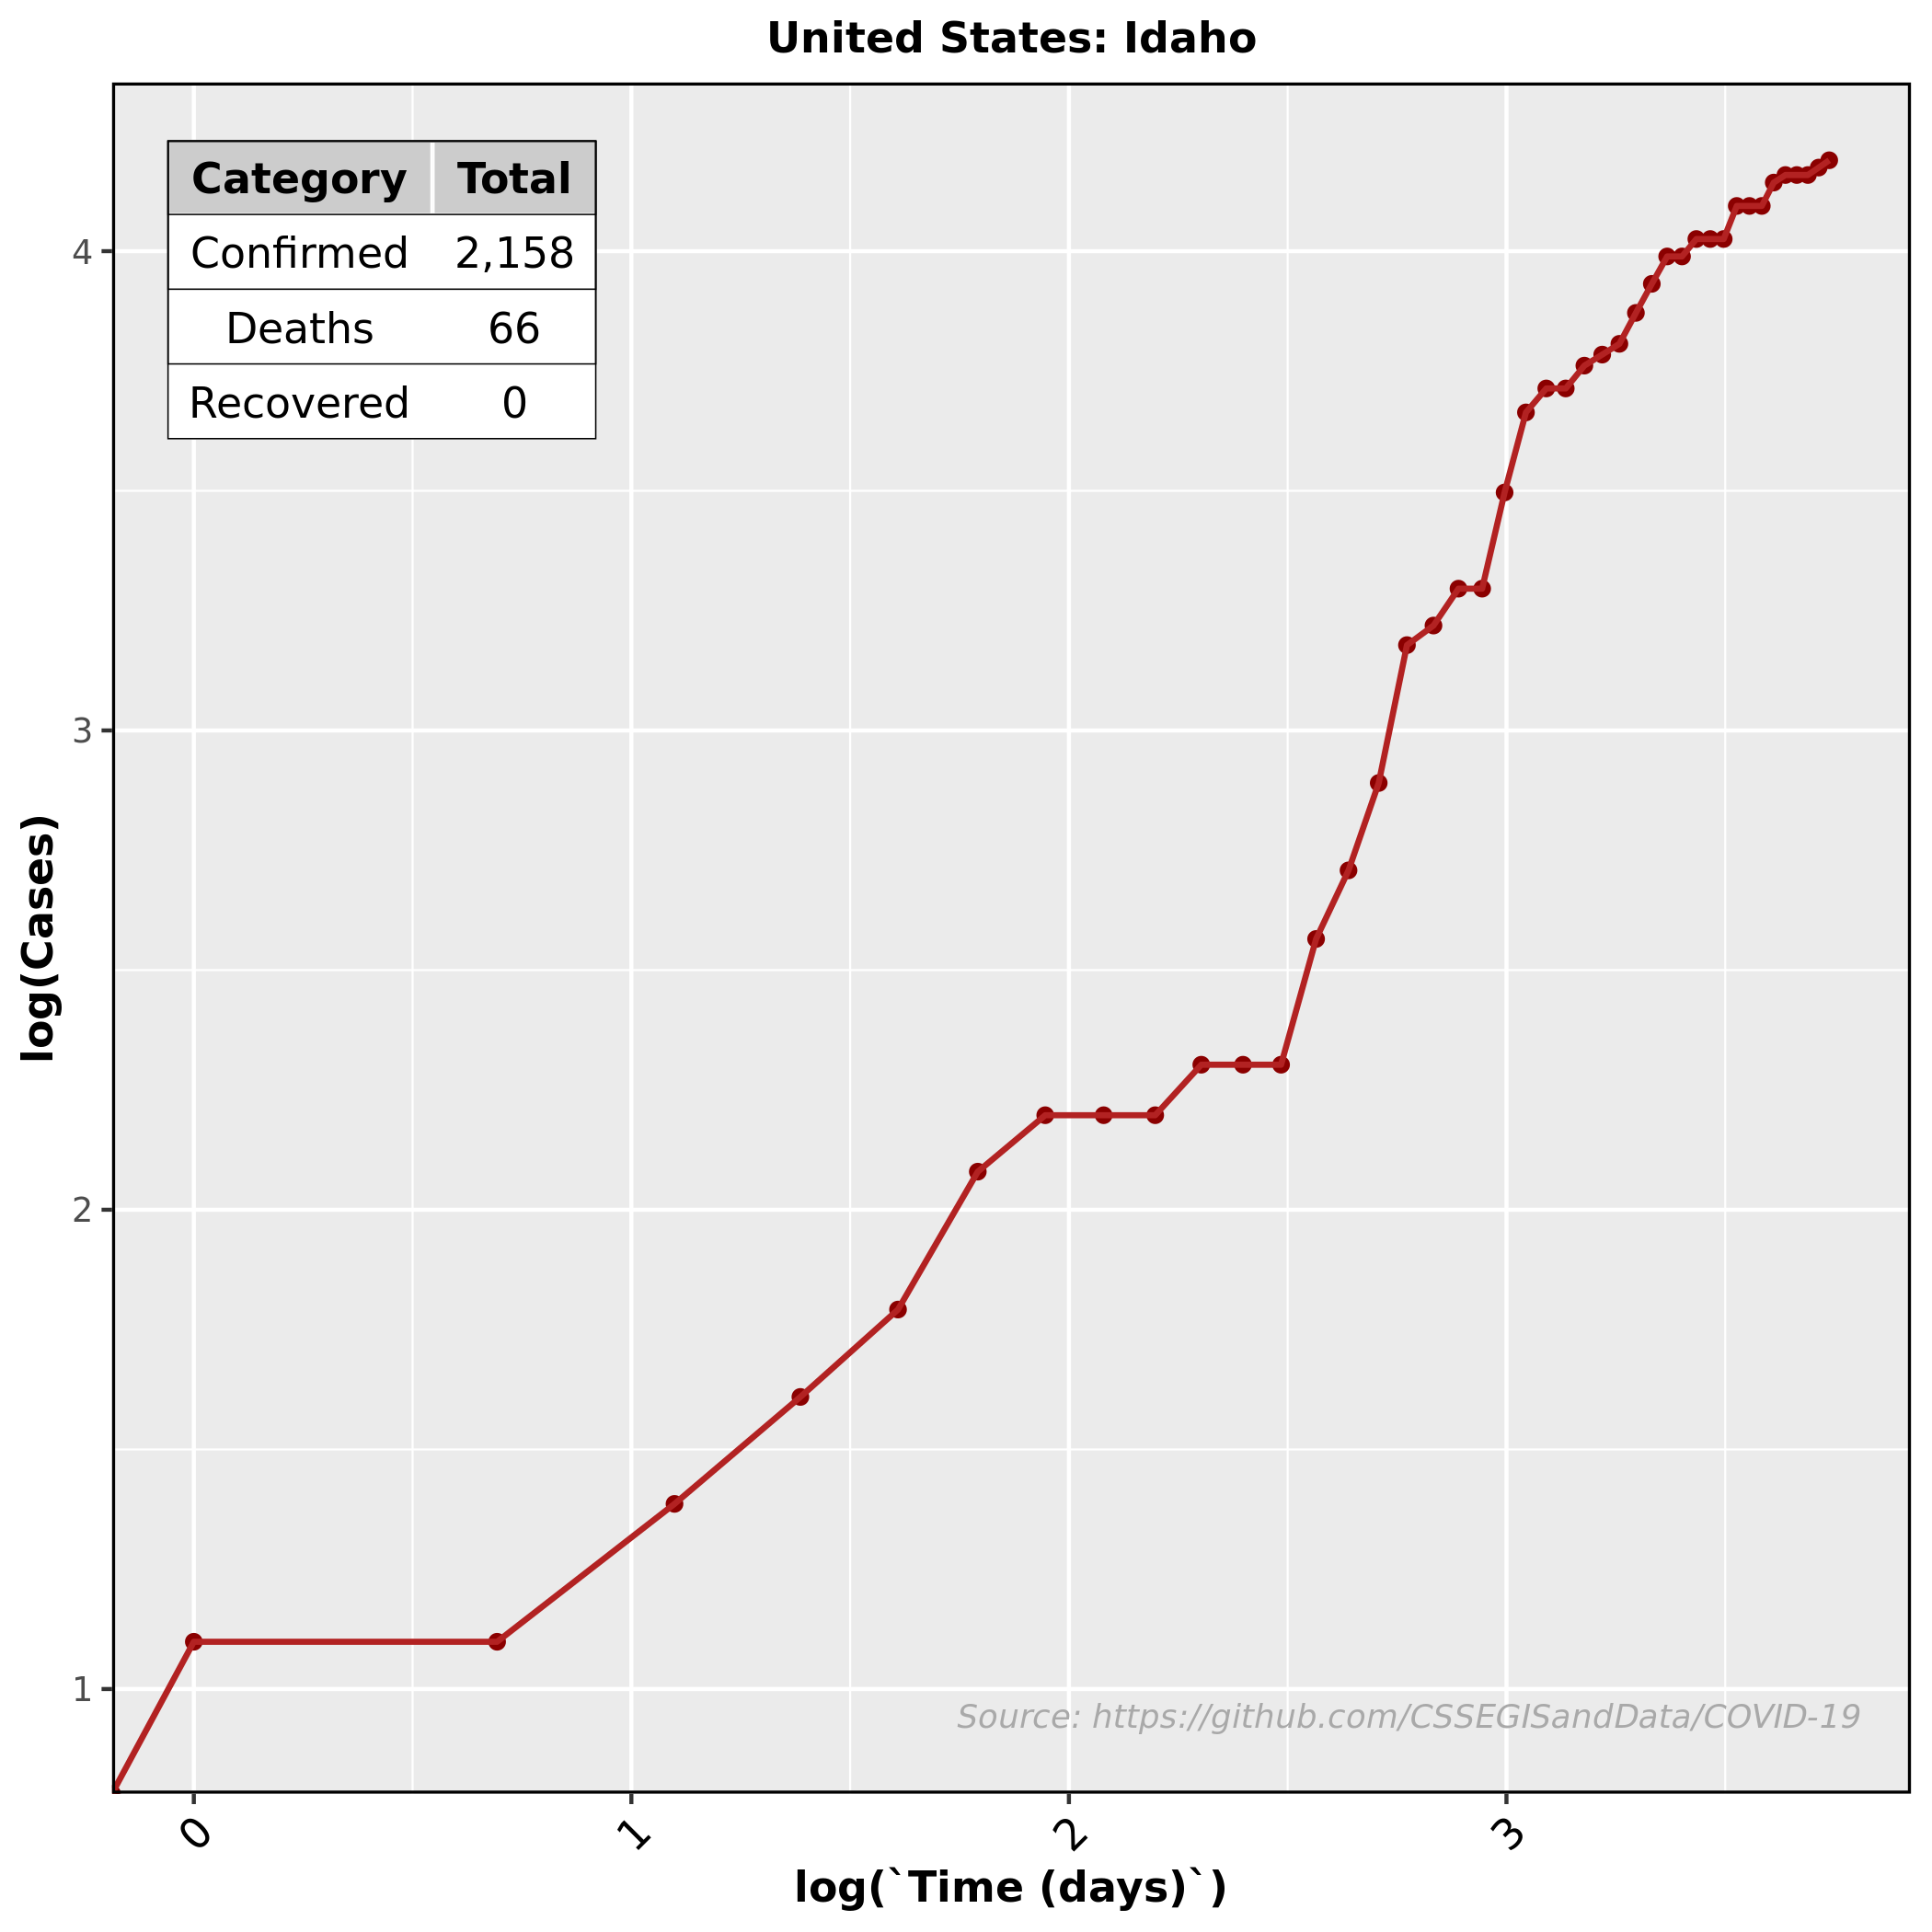 United States: Idaho
Category Total
Confirmed 2,158
Deaths 66
Recovered 0
4
3
2
1
log(Cases)
Source: https://github.com/CSSEGISandData/COVID-19
0 1 2 3
log(`Time (days)`)